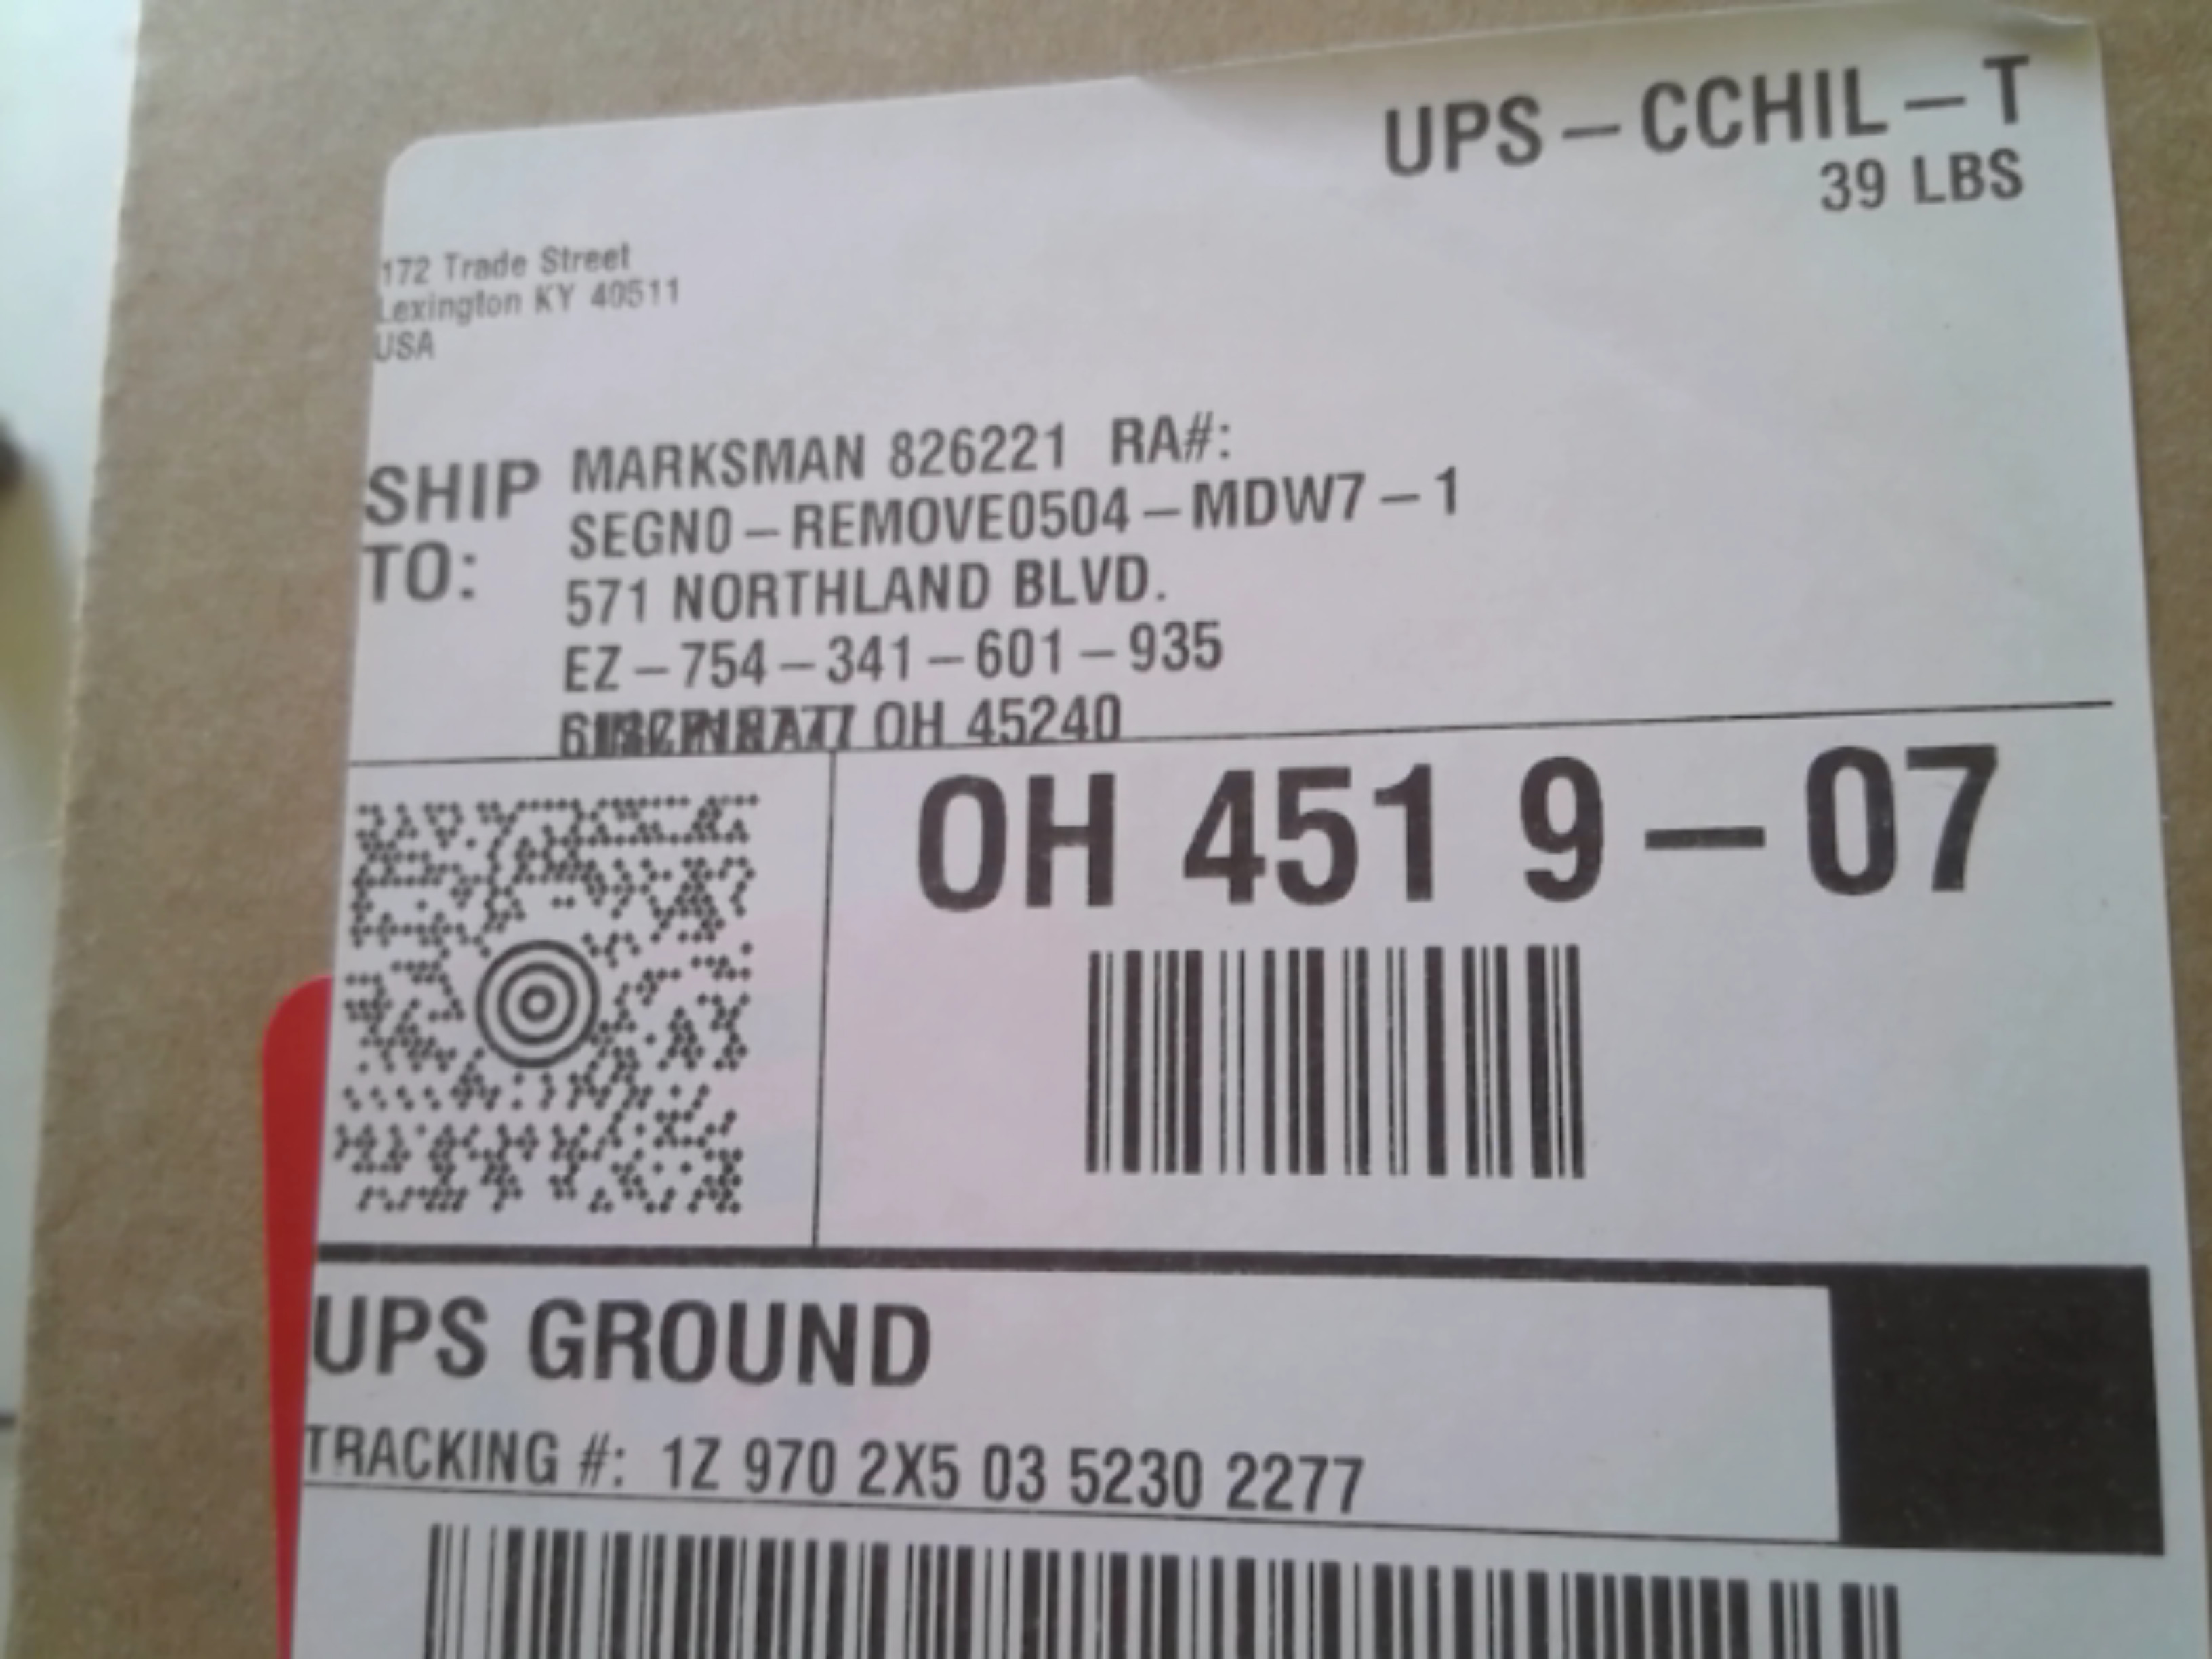 UPS-CCHIL-T
39 LBS
172 Trade Street
Lexington KY 40511
USA
SHIP TO:
MARKSMAN 826221 RA#:
SEGN0-REMOVE0504-MDW7-1
571 NORTHLAND BLVD.
EZ-754-341-601-935
OH 45240
OH 451 9-07
UPS GROUND
TRACKING #: 1Z 970 2X5 03 5230 2277